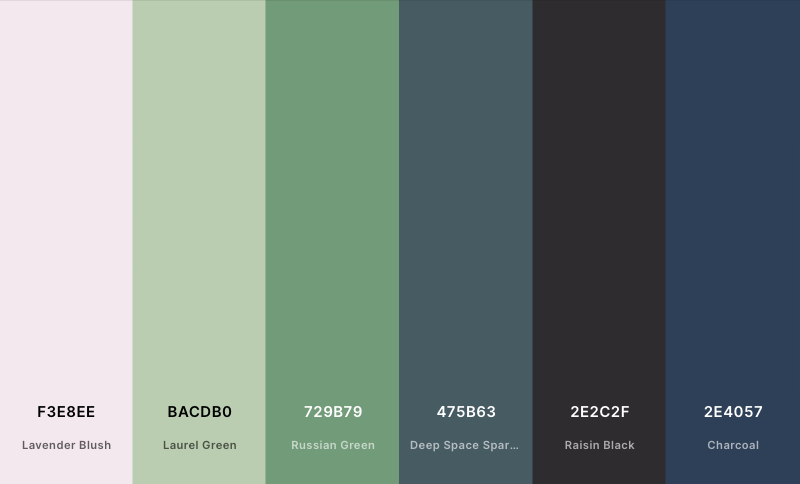 F3E8EE BACDB0 729B79 475B63 2E2C2F 2E4057
Lavender Blush Laurel Green Russian Green Deep Space Spar... Raisin Black Charcoal